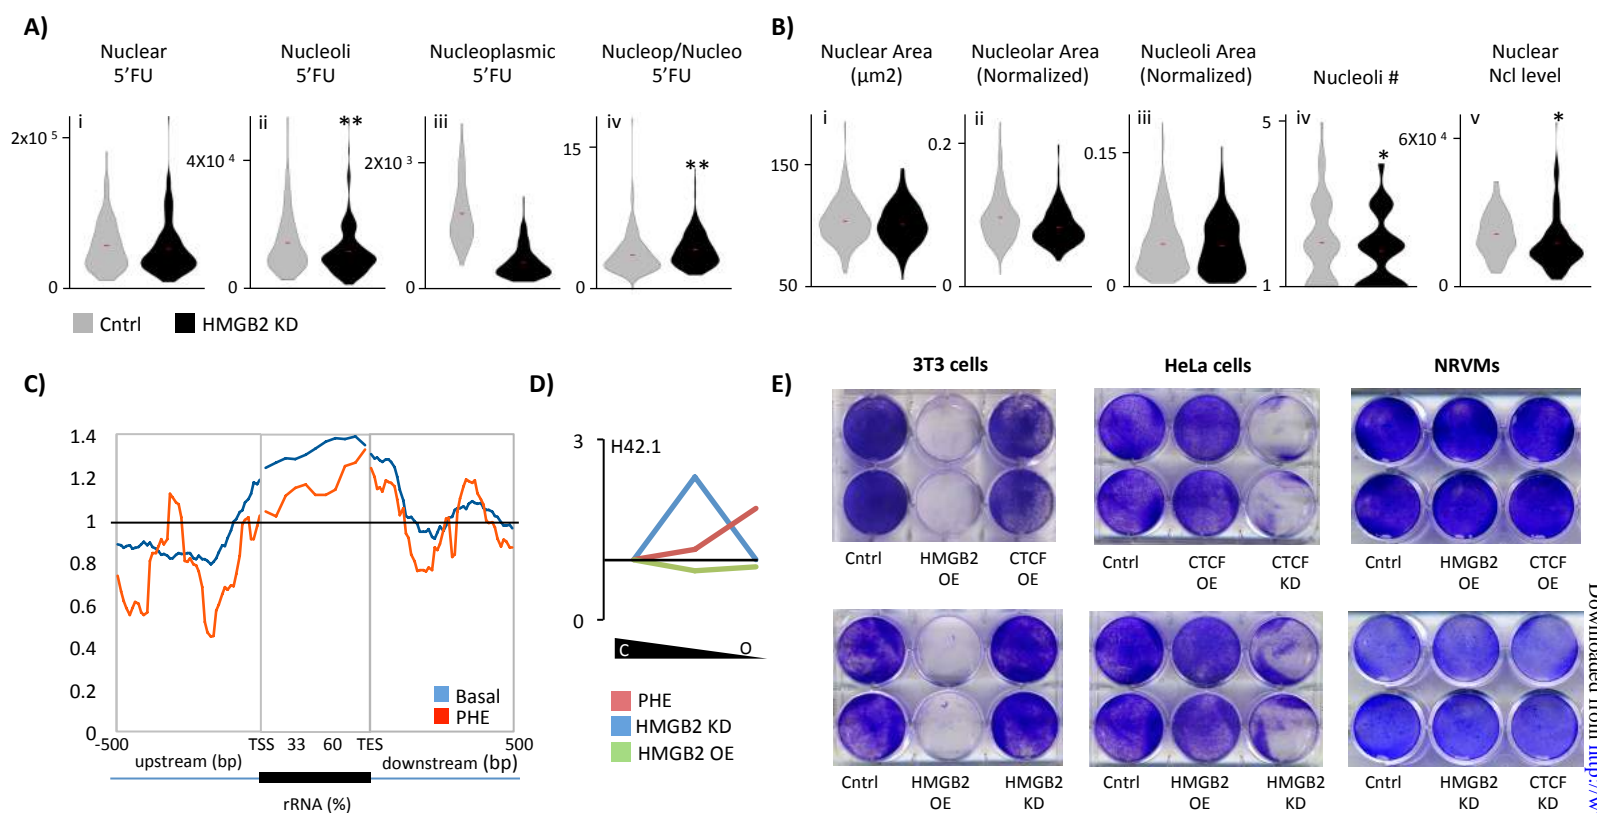 A)
Nuclear
5'FU
Nucleoli
5'FU
Nucleoplasmic
5'FU
Nucleop/Nucleo
5'FU
i
2x10 5
0
ii
**
4X10 4
0
iii
2X10 3
0
iv
**
15
0
Cntrl
HMGB2 KD
B)
Nuclear Area
(µm2)
Nucleolar Area
(Normalized)
Nucleoli Area
(Normalized)
Nucleoli #
Nuclear
Ncl level
i
150
50
ii
0.2
0
iii
0.15
0
iv
5
*
1
v
*
6X10 4
0
C)
1.4
1.2
1
0.8
0.6
0.4
0.2
0
Basal
PHE
-500
TSS 33 60 TES
500
upstream (bp)
downstream (bp)
rRNA (%)
D)
3
H42.1
0
C
O
PHE
HMGB2 KD
HMGB2 OE
E)
3T3 cells
HeLa cells
NRVMs
Cntrl
HMGB2
OE
CTCF
OE
Cntrl
CTCF
OE
CTCF
KD
Cntrl
HMGB2
OE
CTCF
OE
Cntrl
HMGB2
OE
HMGB2
KD
Cntrl
HMGB2
OE
HMGB2
KD
Cntrl
HMGB2
KD
CTCF
KD
Downloaded from http://w